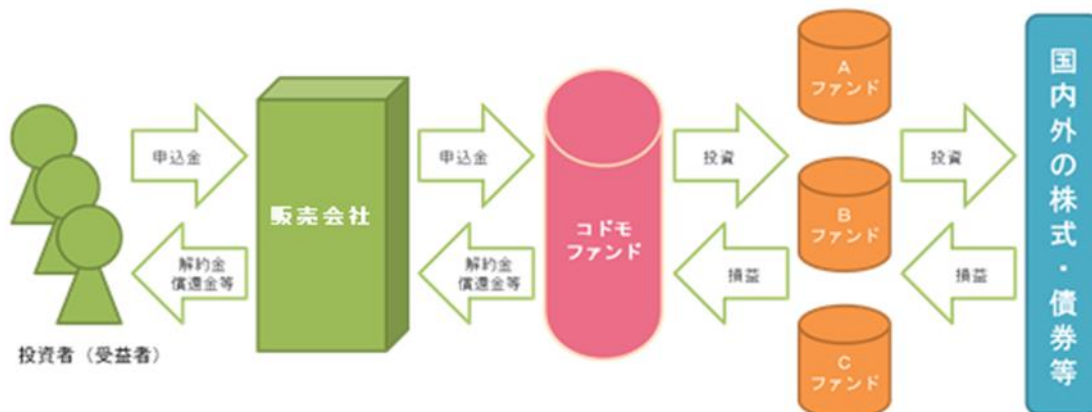 投資者（受益者）
申込金
解約金
償還金等
販売会社
申込金
解約金
償還金等
コドモ
ファンド
投資
損益
A
ファンド
B
ファンド
C
ファンド
投資
損益
国内外の株式・債券等